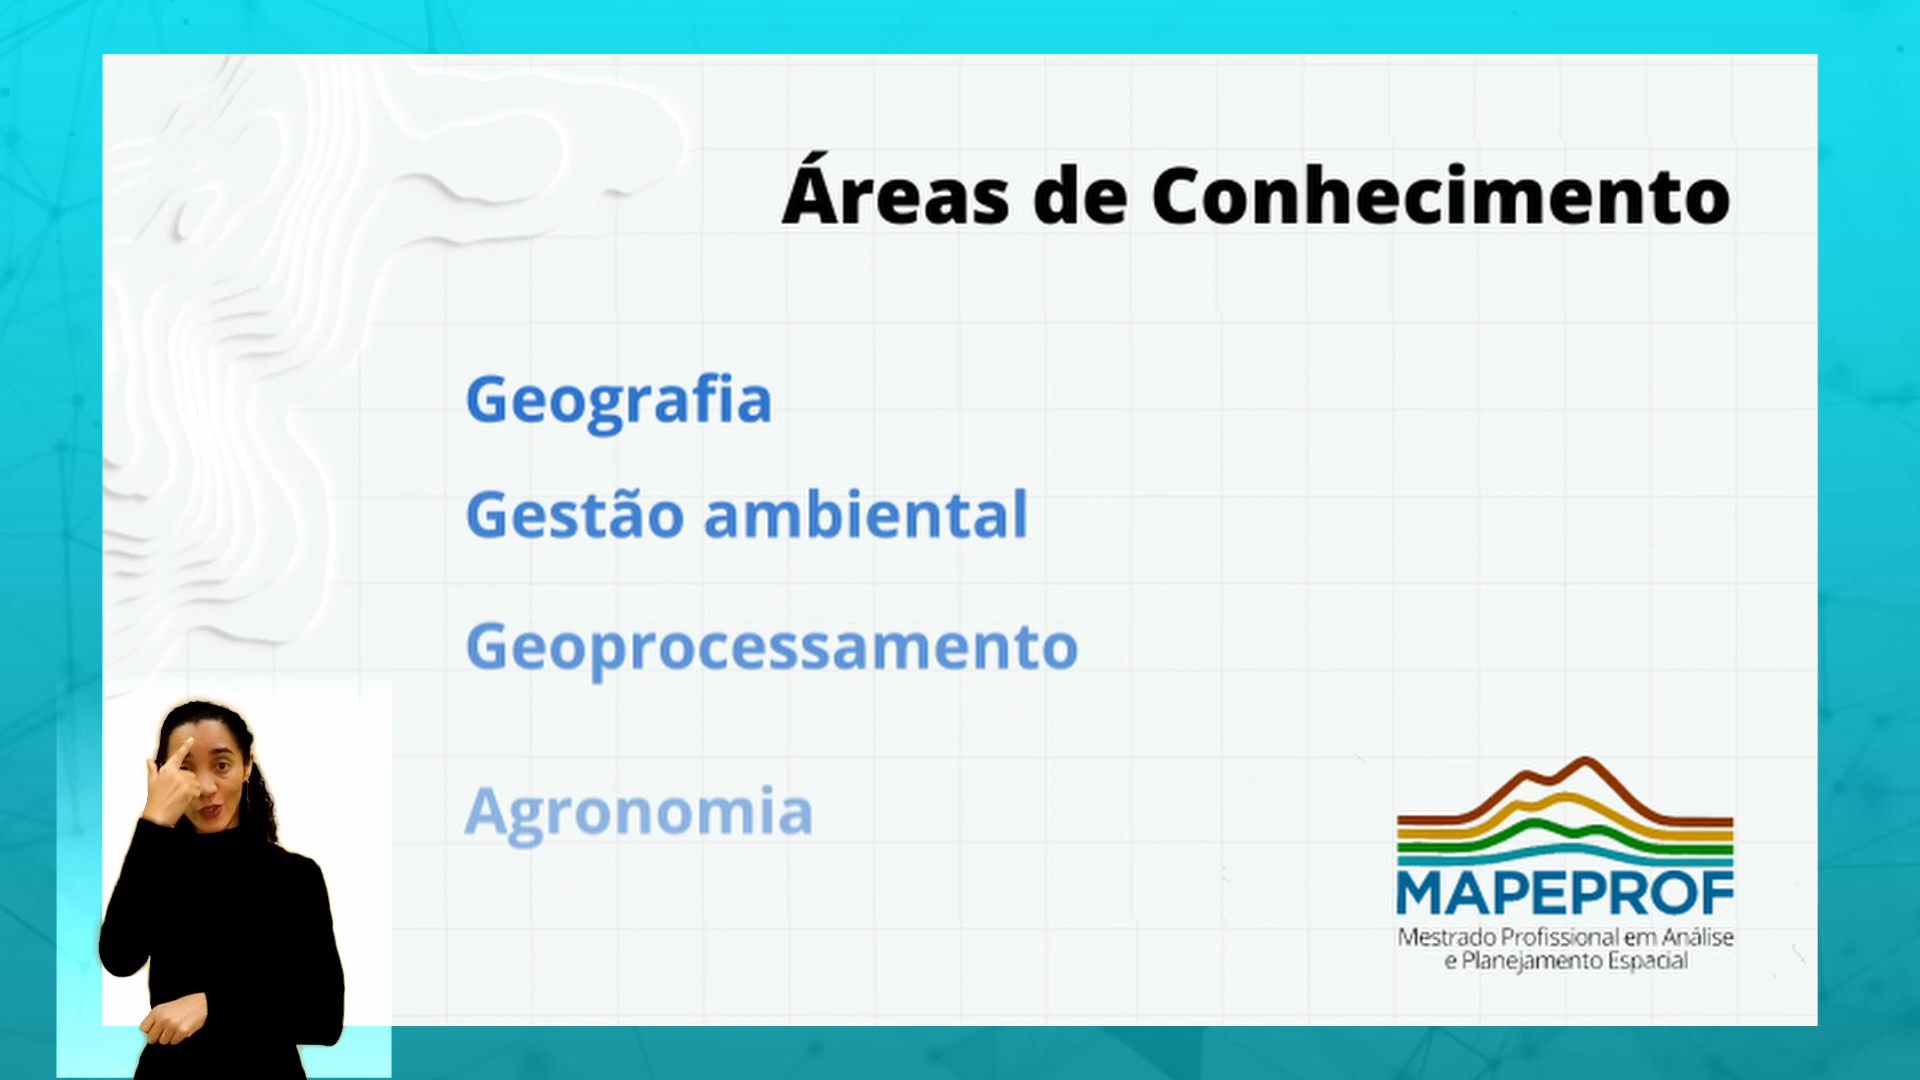 Áreas de Conhecimento
Geografia
Gestão ambiental
Geoprocessamento
Agronomia
MAPEPROF
Mestrado Profissional em Análise
e Planejamento Espacial